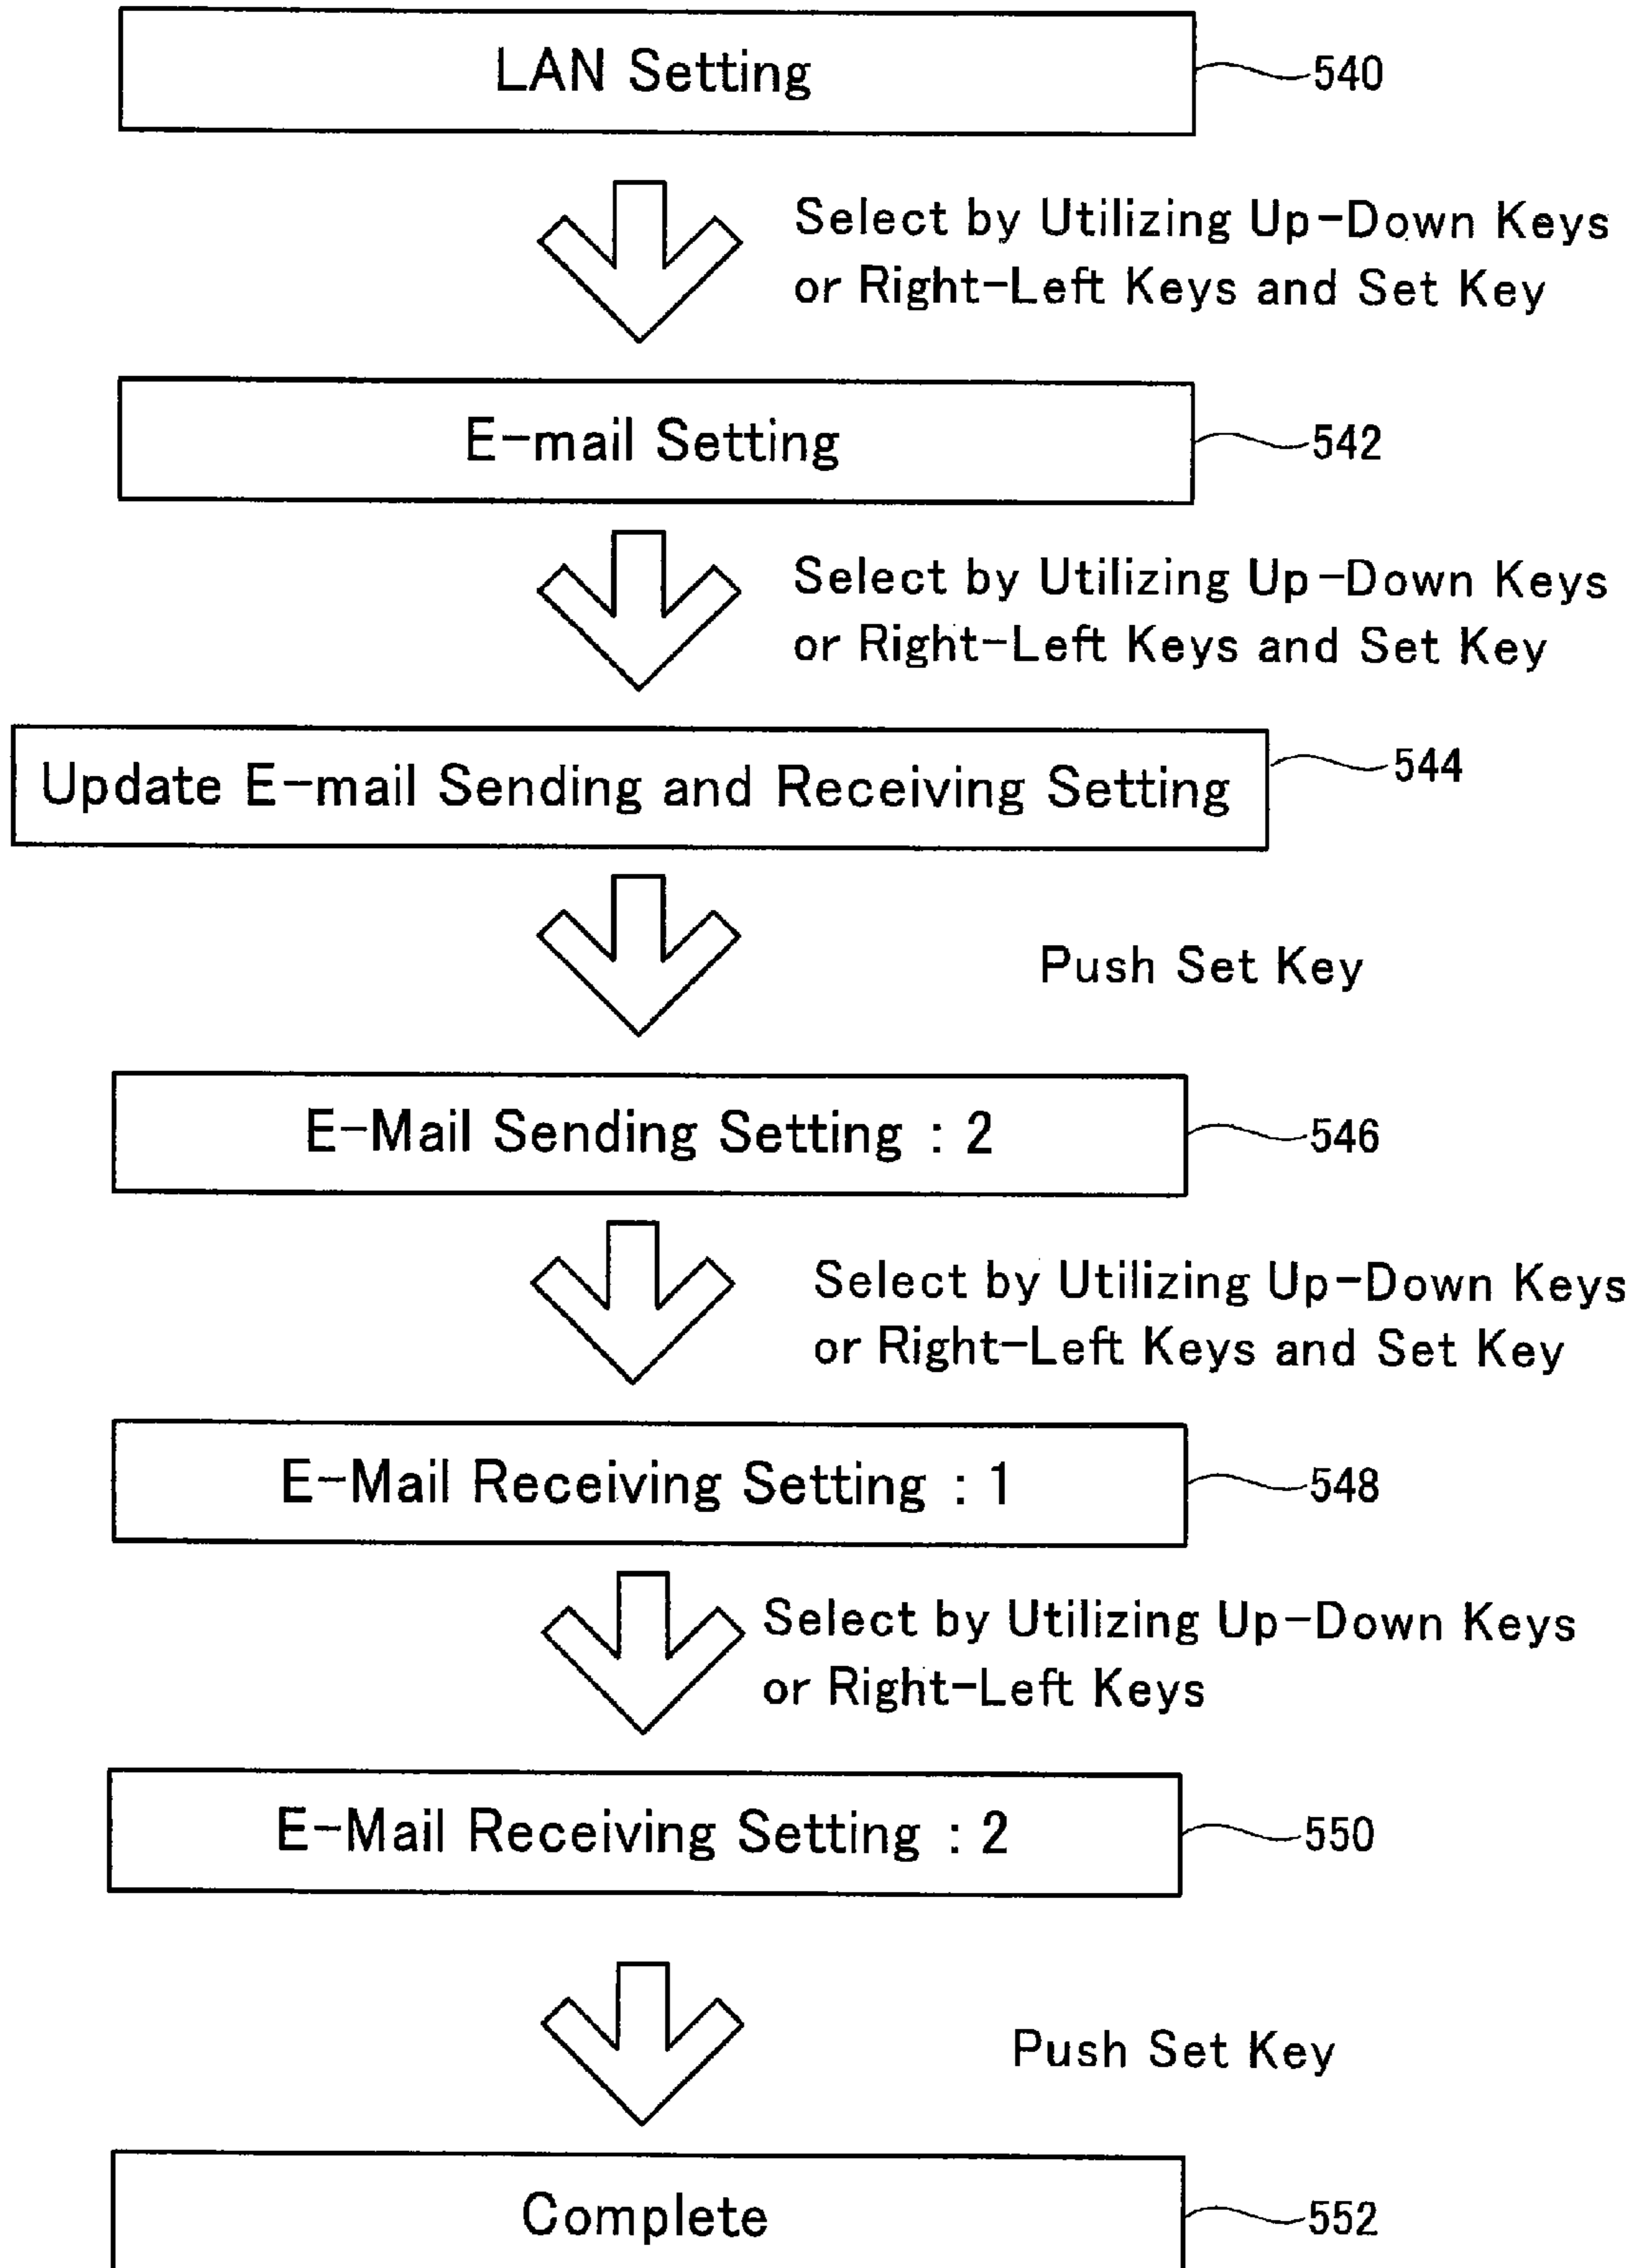 LAN Setting
540
Select by Utilizing Up-Down Keys
or Right-Left Keys and Set Key
E-mail Setting
542
Select by Utilizing Up-Down Keys
or Right-Left Keys and Set Key
Update E-mail Sending and Receiving Setting
544
Push Set Key
E-Mail Sending Setting : 2
546
Select by Utilizing Up-Down Keys
or Right-Left Keys and Set Key
E-Mail Receiving Setting : 1
548
Select by Utilizing Up-Down Keys
or Right-Left Keys
E-Mail Receiving Setting : 2
550
Push Set Key
Complete
552